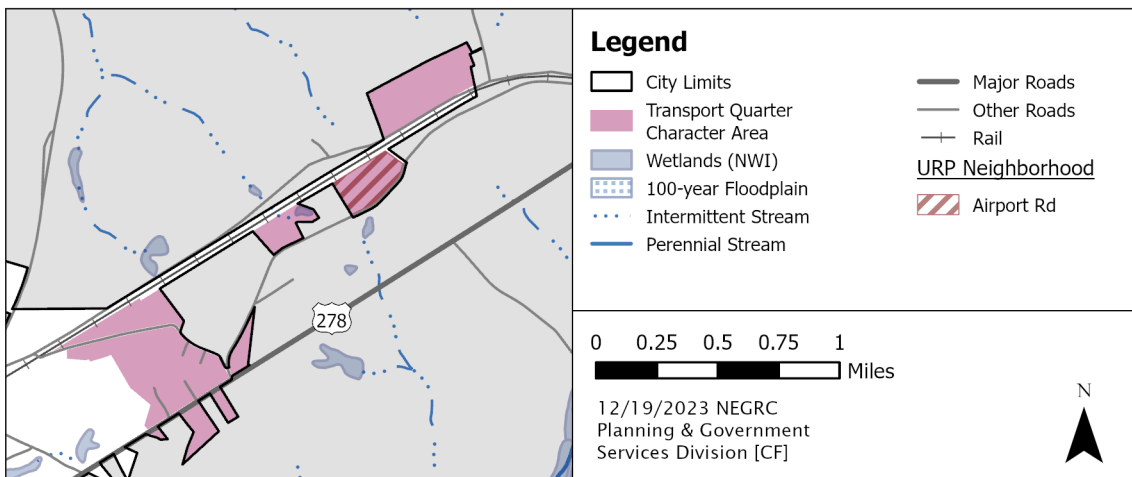 278
Legend
City Limits
Transport Quarter
Character Area
Wetlands (NWI)
100-year Floodplain
Intermittent Stream
Perennial Stream
Major Roads
Other Roads
Rail
URP Neighborhood
Airport Rd
0 0.25 0.5 0.75 1
Miles
12/19/2023 NEGRC
Planning & Government
Services Division [CF]
N